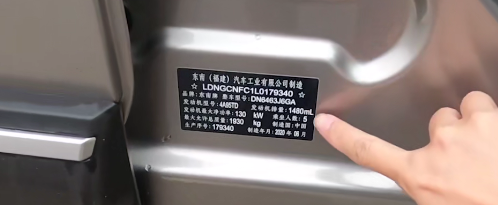 东南（福建）汽车工业有限公司制造
☆ LDNGCNFC1L0179340 ☆
品牌：东南牌 整车型号：DN6463J6GA
发动机型号：4A95TD 发动机排量：1480mL
最大净功率：130 kW 乘坐人数：5
最大允许总质量：1930 kg 制造国：中国
生产序号：179340 制造年月：2020年08月